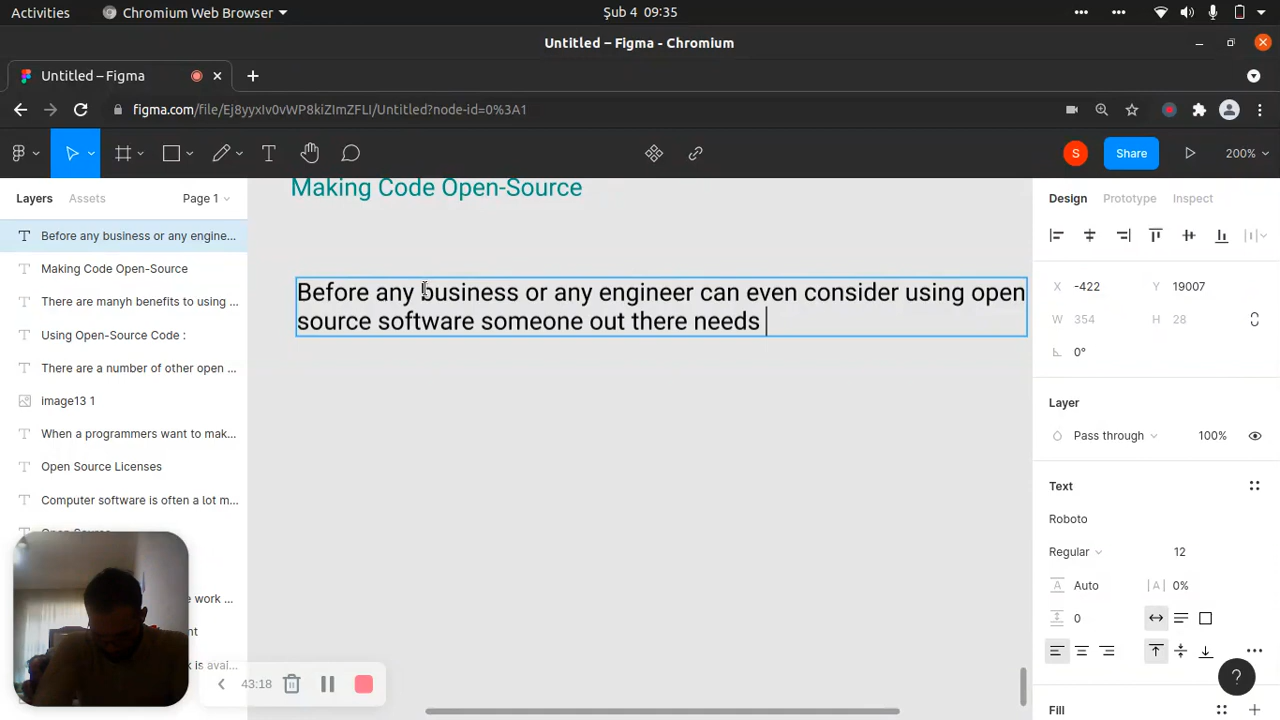 Activities
Chromium Web Browser
Şub 4 09:35
Untitled – Figma - Chromium
Untitled – Figma
figma.com/file/Ej8yyxIv0vWP8kiZImZFLI/Untitled?node-id=0%3A1
S
Share
200%
Layers
Assets
Page 1
Before any business or any engine...
Making Code Open-Source
There are manyh benefits to using ...
Using Open-Source Code :
There are a number of other open ...
image13 1
When a programmers want to mak...
Open Source Licenses
Computer software is often a lot m...
e work ...
nt
k is avai...
43:18
Making Code Open-Source
Before any business or any engineer can even consider using open
source software someone out there needs
Design
Prototype
Inspect
X -422
Y 19007
W 354
H 28
0°
Layer
Pass through
100%
Text
Roboto
Regular
12
Auto
|A| 0%
0
?
Fill